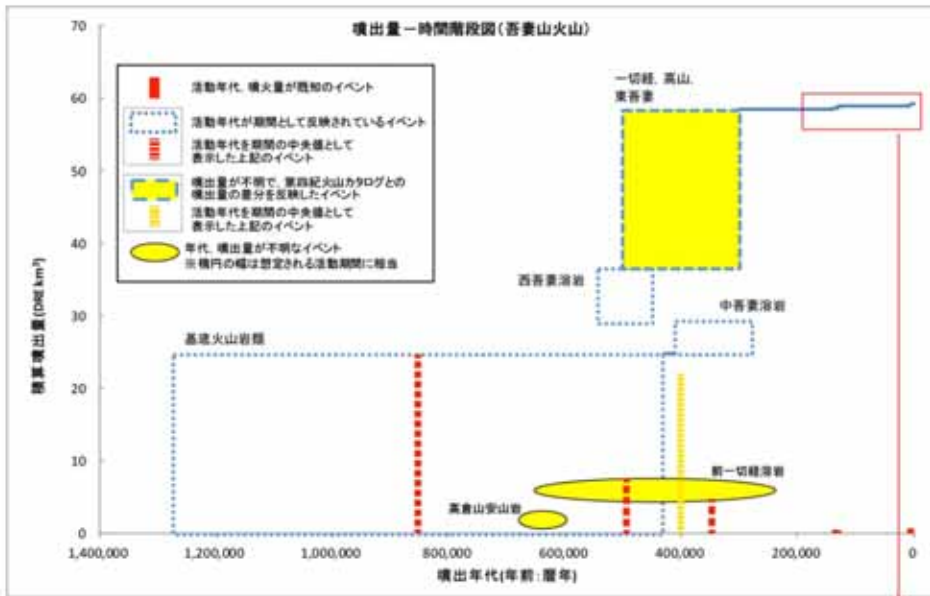 噴出量－時間階段図(吾妻山火山)
70
60
50
40
30
20
10
0
積算噴出量(DRE km³)
活動年代、噴火量が既知のイベント
活動年代が期間として反映されているイベント
活動年代を期間の中央値として
表示した上記のイベント
噴出量が不明で、第四紀火山カタログとの
噴出量の差分を反映したイベント
活動年代を期間の中央値として
表示した上記のイベント
年代、噴出量が不明なイベント
※楕円の幅は想定される活動期間に相当
一切経、高山、
東吾妻
西吾妻溶岩
中吾妻溶岩
基底火山岩類
前一切経溶岩
高倉山安山岩
1,400,000
1,200,000
1,000,000
800,000
600,000
400,000
200,000
0
噴出年代(年前:暦年)